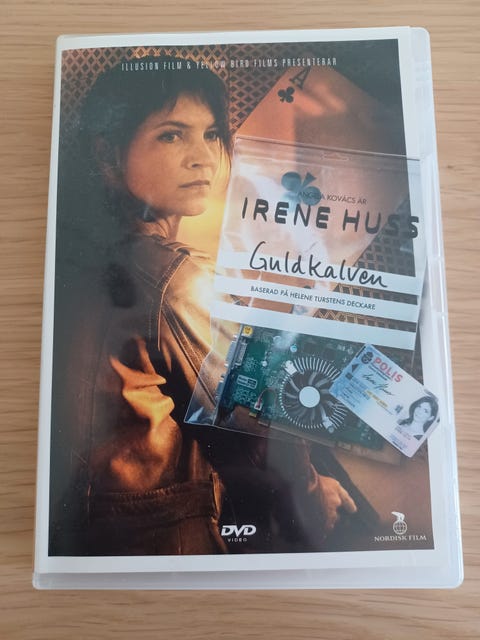 ILLUSION FILM & YELLOW BIRD FILMS PRESENTERAR
A
ANGELA KOVÁCS ÄR
IRENE HUSS
Guldkalven
BASERAD PÅ HELENE TURSTENS DECKARE
POLIS
DVD
VIDEO
NORDISK FILM